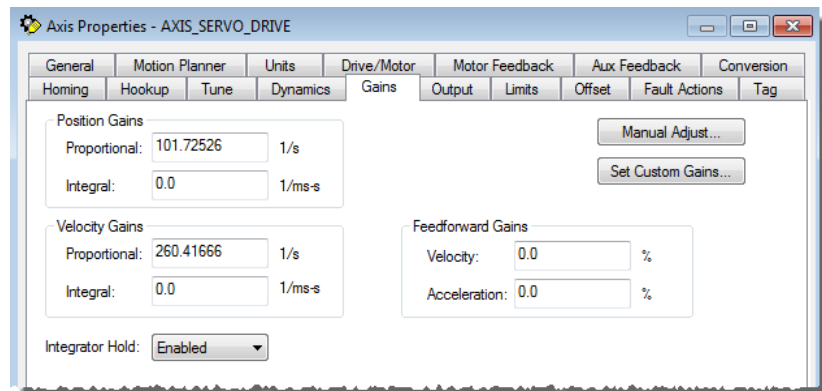 Axis Properties - AXIS_SERVO_DRIVE
General Motion Planner Units Drive/Motor Motor Feedback Aux Feedback Conversion
Homing Hookup Tune Dynamics Gains Output Limits Offset Fault Actions Tag
Position Gains
Proportional: 101.72526 1/s
Integral: 0.0 1/ms-s
Manual Adjust...
Set Custom Gains...
Velocity Gains
Proportional: 260.41666 1/s
Integral: 0.0 1/ms-s
Feedforward Gains
Velocity: 0.0 %
Acceleration: 0.0 %
Integrator Hold: Enabled